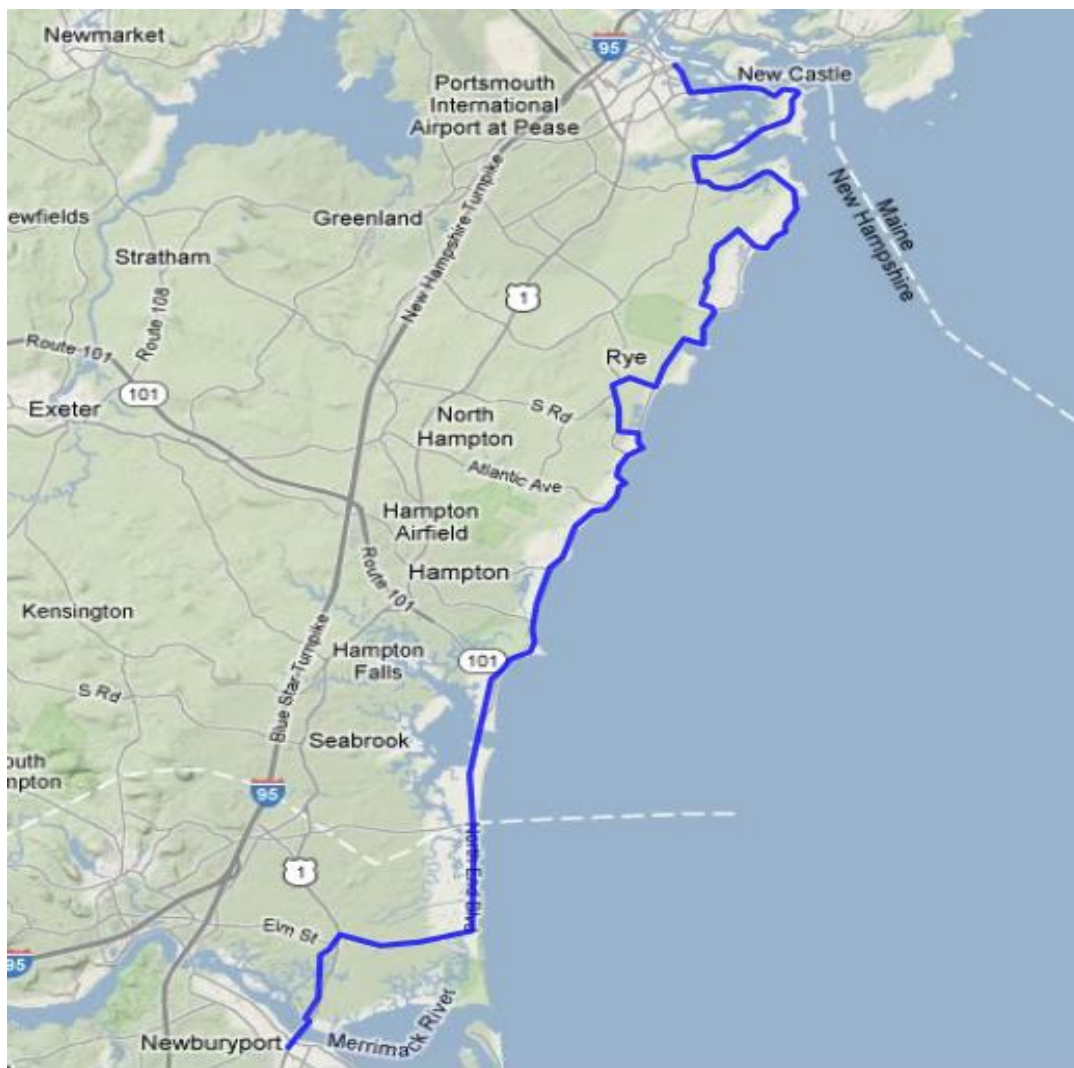 Newmarket
95
New Castle
Portsmouth
International
Airport at Pease
New Hampshire Turnpike
Maine
New Hampshire
ewfields
Greenland
Stratham
Route 108
1
Route 101
101
Rye
Exeter
S Rd
North
Hampton
Atlantic Ave
Hampton
Airfield
Route 101
Hampton
Kensington
Hampton
Falls
101
S Rd
Blue Star Turnpike
Seabrook
outh
mpton
95
North End Blvd
1
Elm St
95
Merrimack River
Newburyport